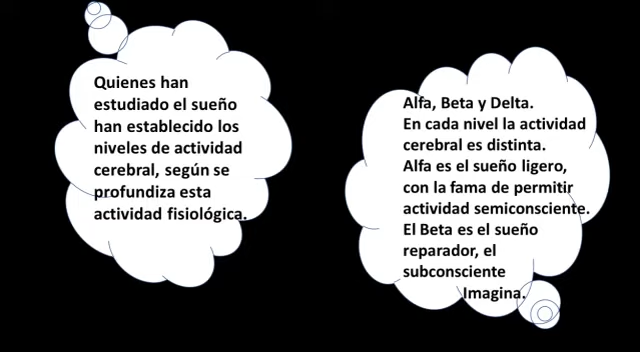 Quienes han
estudiado el sueño
han establecido los
niveles de actividad
cerebral, según se
profundiza esta
actividad fisiológica.
Alfa, Beta y Delta.
En cada nivel la actividad
cerebral es distinta.
Alfa es el sueño ligero,
con la fama de permitir
actividad semiconsciente.
El Beta es el sueño
reparador, el
subconsciente
Imagina.